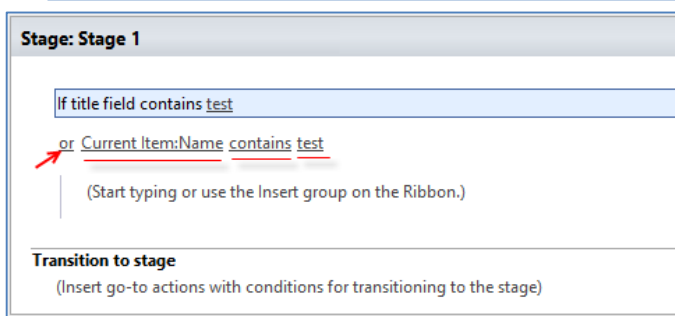 Stage: Stage 1
If title field contains test
or Current Item:Name contains test
(Start typing or use the Insert group on the Ribbon.)
Transition to stage
(Insert go-to actions with conditions for transitioning to the stage)